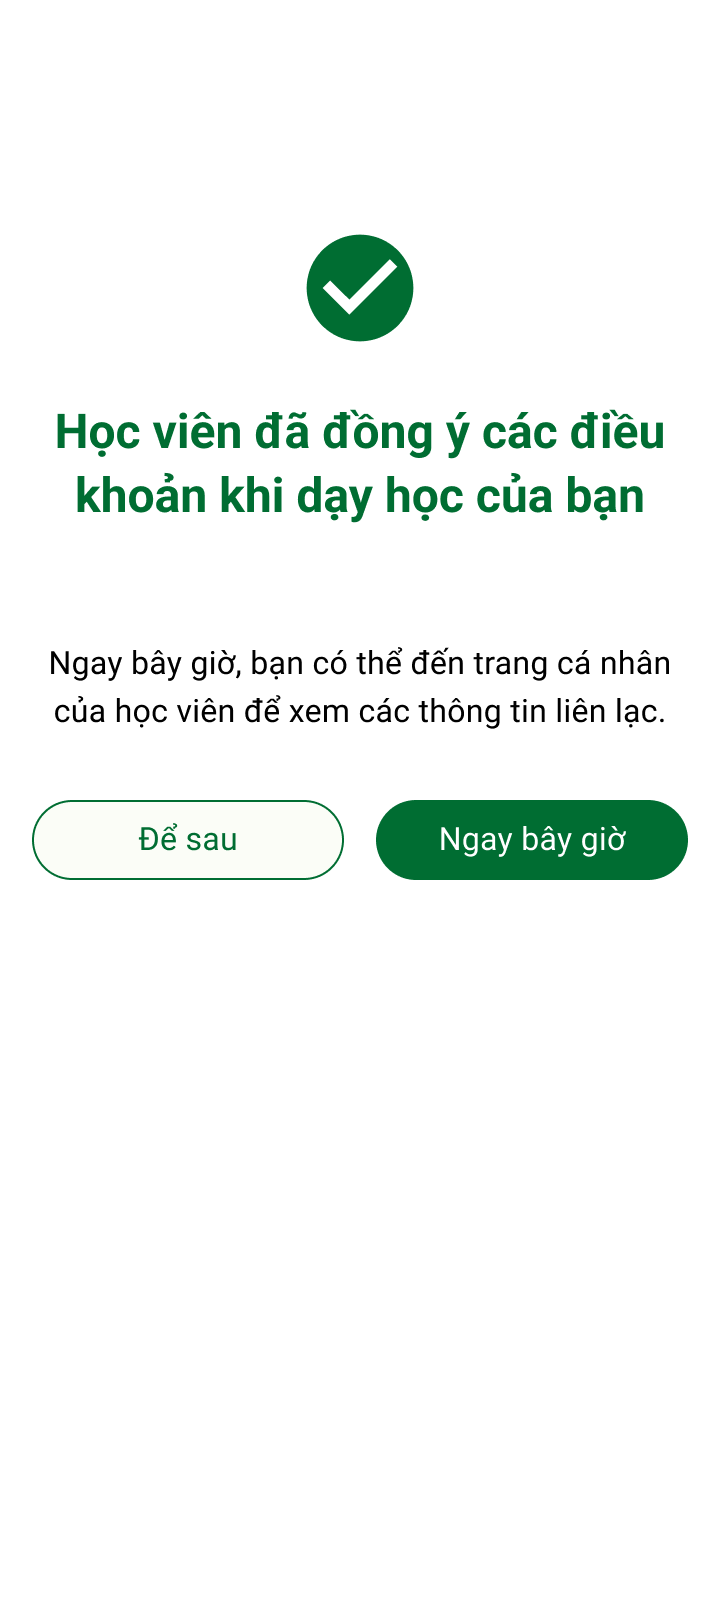 Học viên đã đồng ý các điều
khoản khi dạy học của bạn
Ngay bây giờ, bạn có thể đến trang cá nhân
của học viên để xem các thông tin liên lạc.
Để sau
Ngay bây giờ